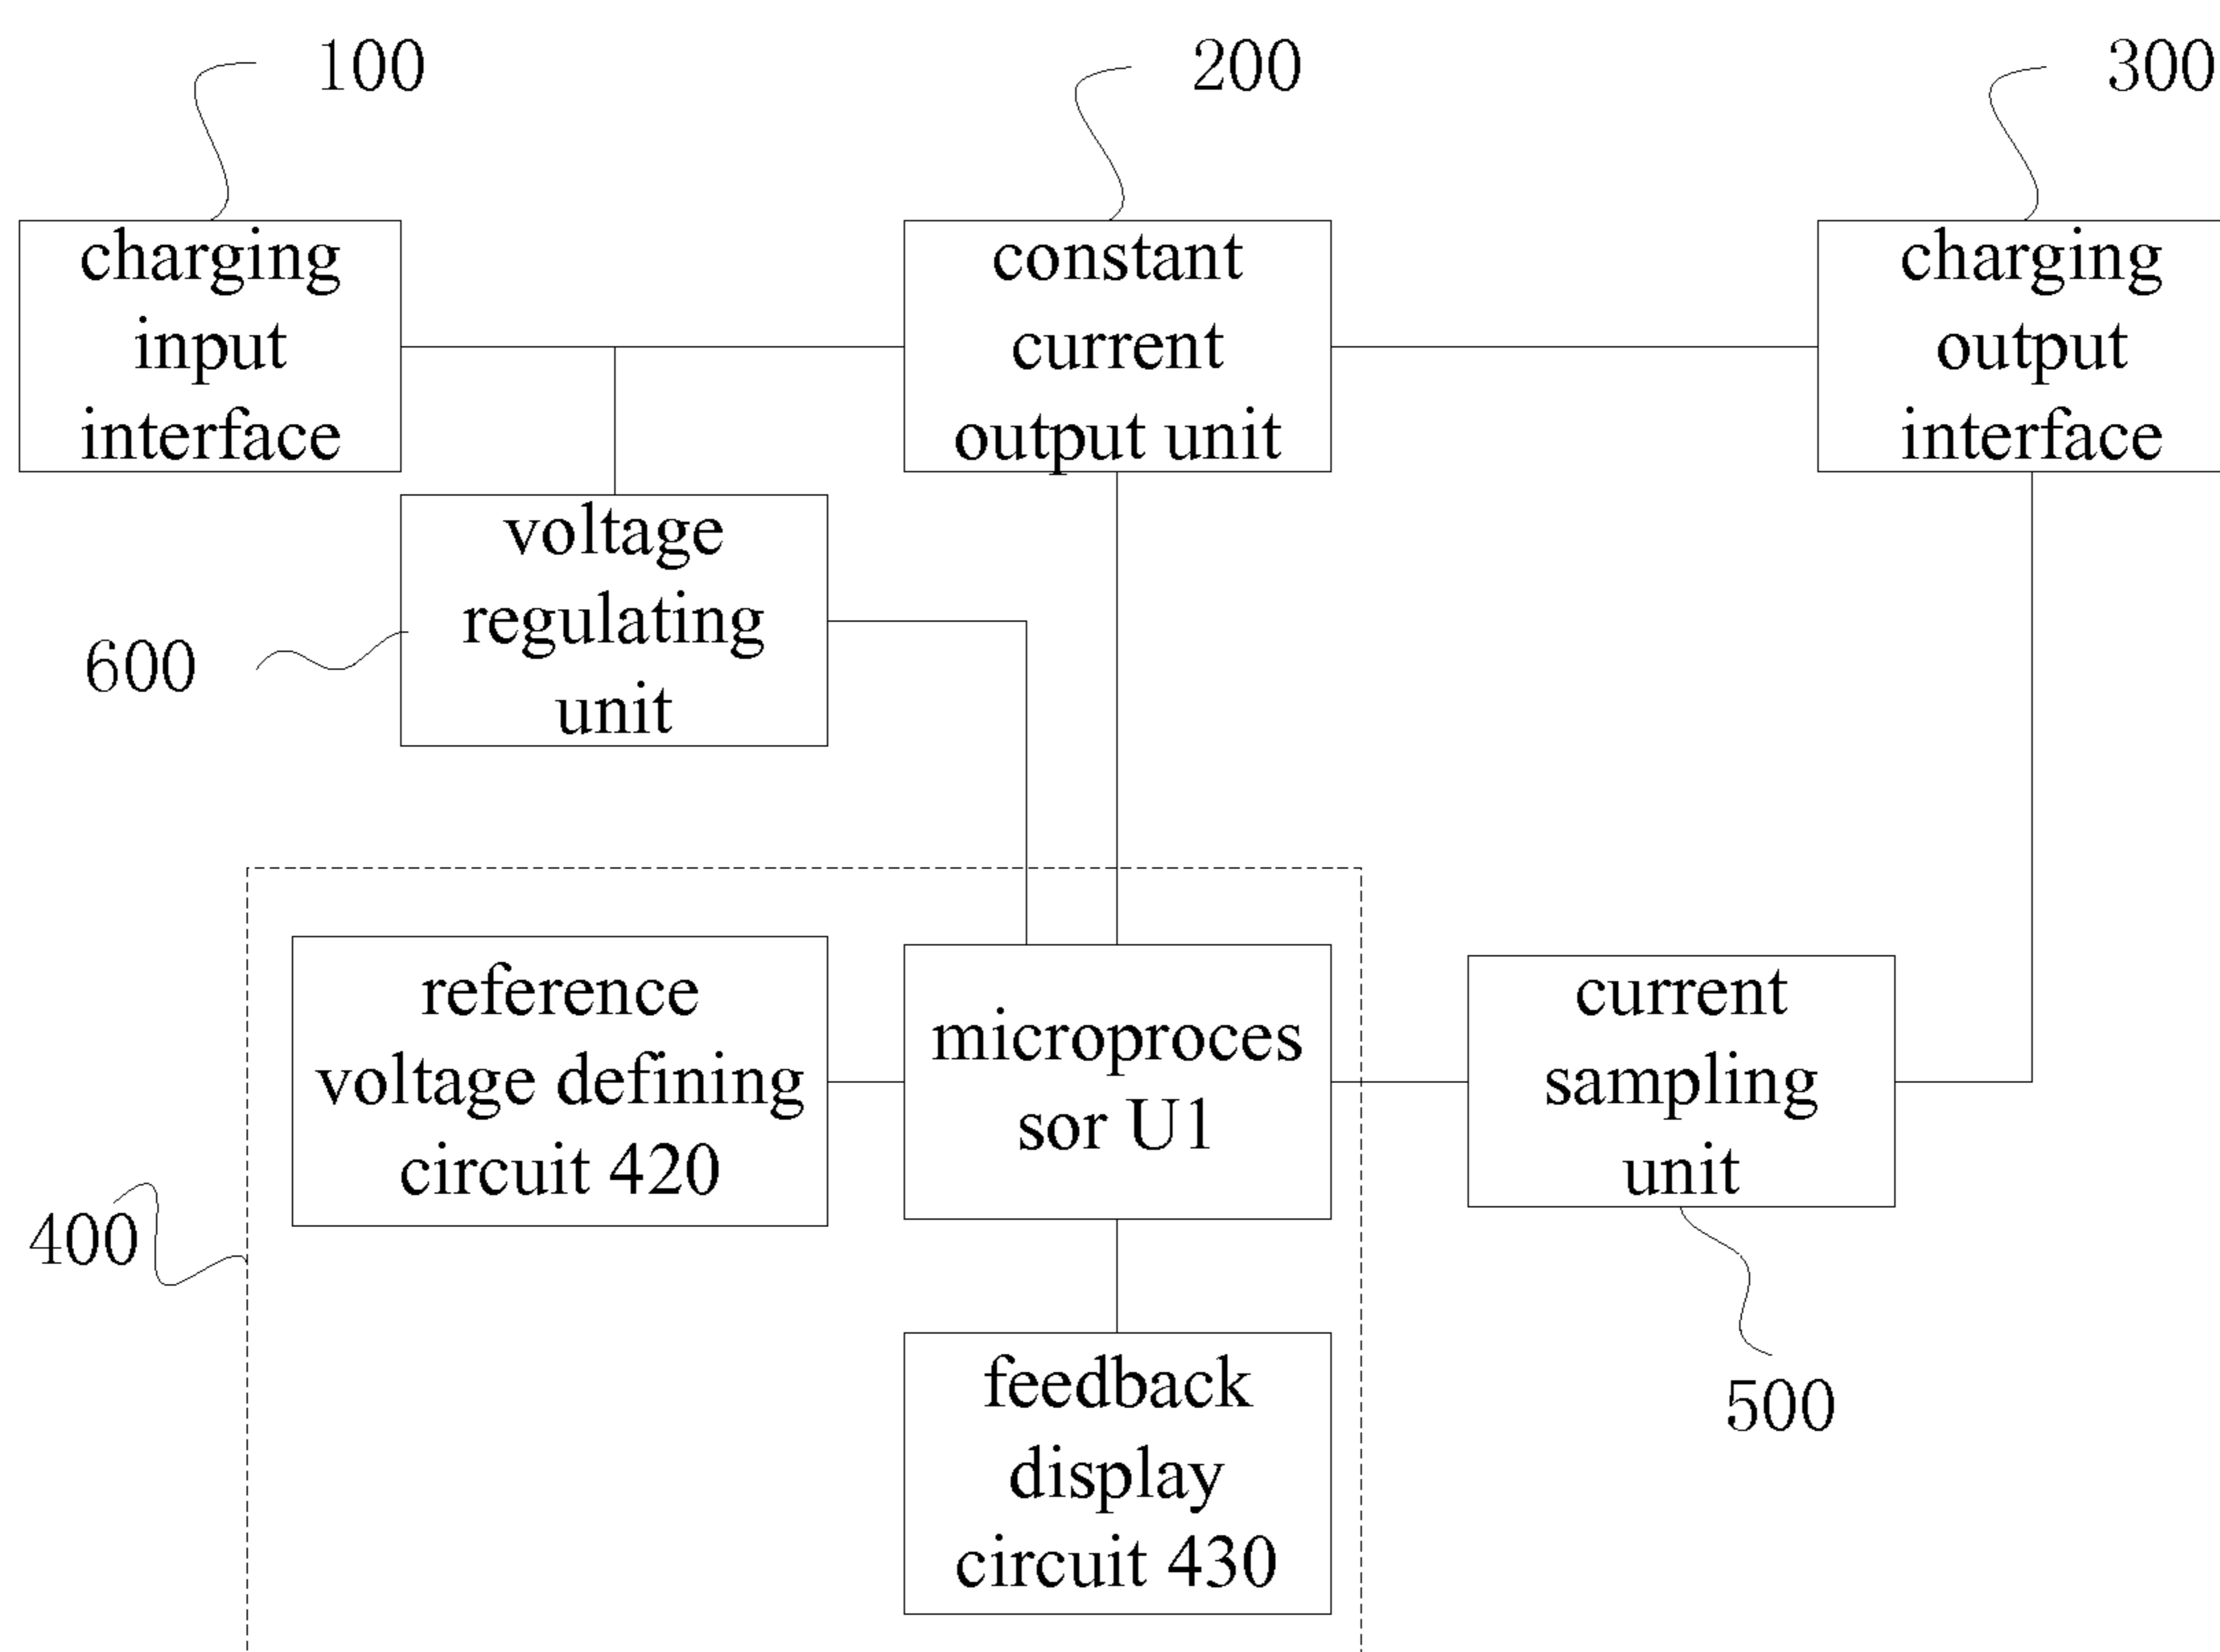 100
200
300
charging
input
interface
constant
current
output unit
charging
output
interface
voltage
regulating
unit
600
reference
voltage defining
circuit 420
microproces
sor U1
current
sampling
unit
400
feedback
display
circuit 430
500